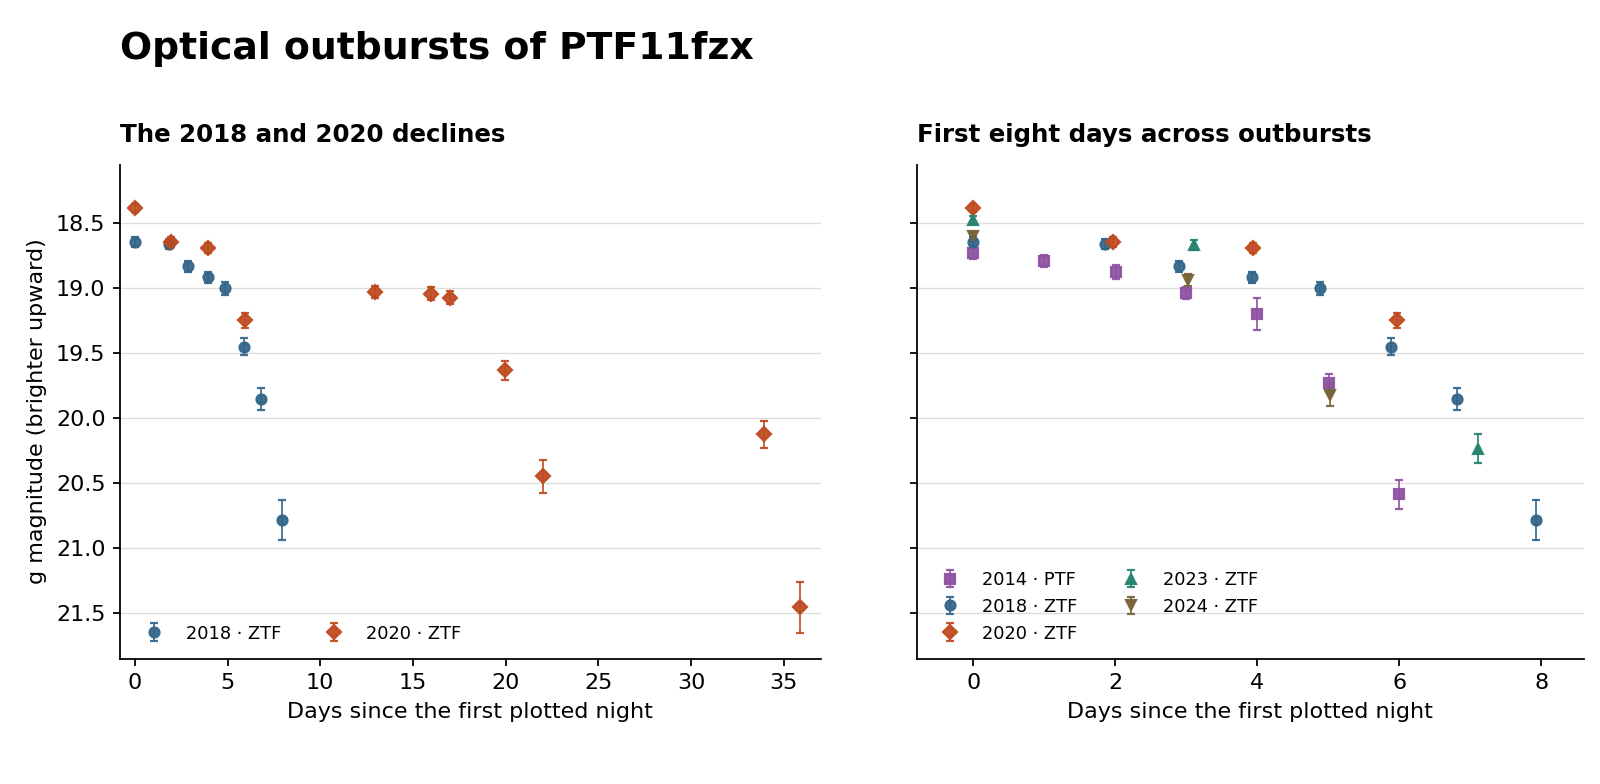 Optical outbursts of PTF11fzx
The 2018 and 2020 declines
g magnitude (brighter upward)
18.5
19.0
19.5
20.0
20.5
21.0
21.5
2018 · ZTF
2020 · ZTF
0 5 10 15 20 25 30 35
Days since the first plotted night
First eight days across outbursts
2014 · PTF
2018 · ZTF
2020 · ZTF
2023 · ZTF
2024 · ZTF
0 2 4 6 8
Days since the first plotted night